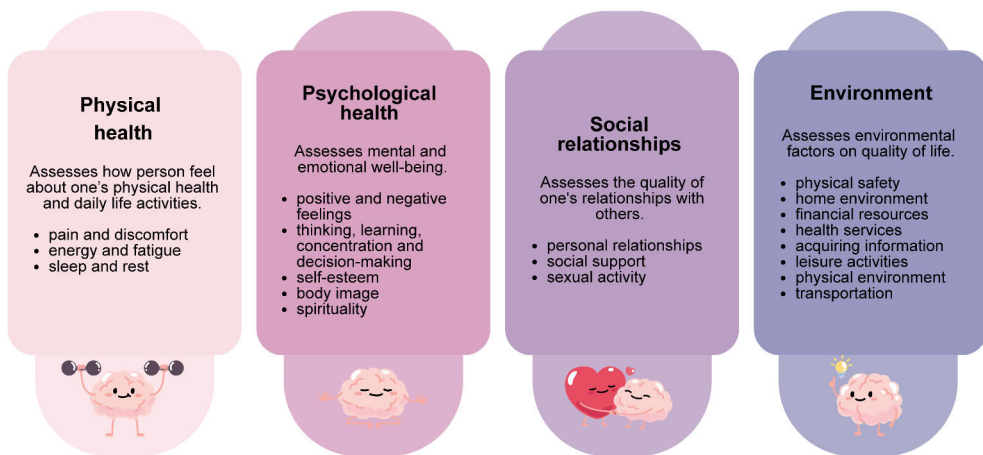 Physical
health
Assesses how person feel
about one's physical health
and daily life activities.
• pain and discomfort
• energy and fatigue
• sleep and rest
Psychological
health
Assesses mental and
emotional well-being.
• positive and negative
feelings
• thinking, learning,
concentration and
decision-making
• self-esteem
• body image
• spirituality
Social
relationships
Assesses the quality of
one's relationships with
others.
• personal relationships
• social support
• sexual activity
Environment
Assesses environmental
factors on quality of life.
• physical safety
• home environment
• financial resources
• health services
• acquiring information
• leisure activities
• physical environment
• transportation